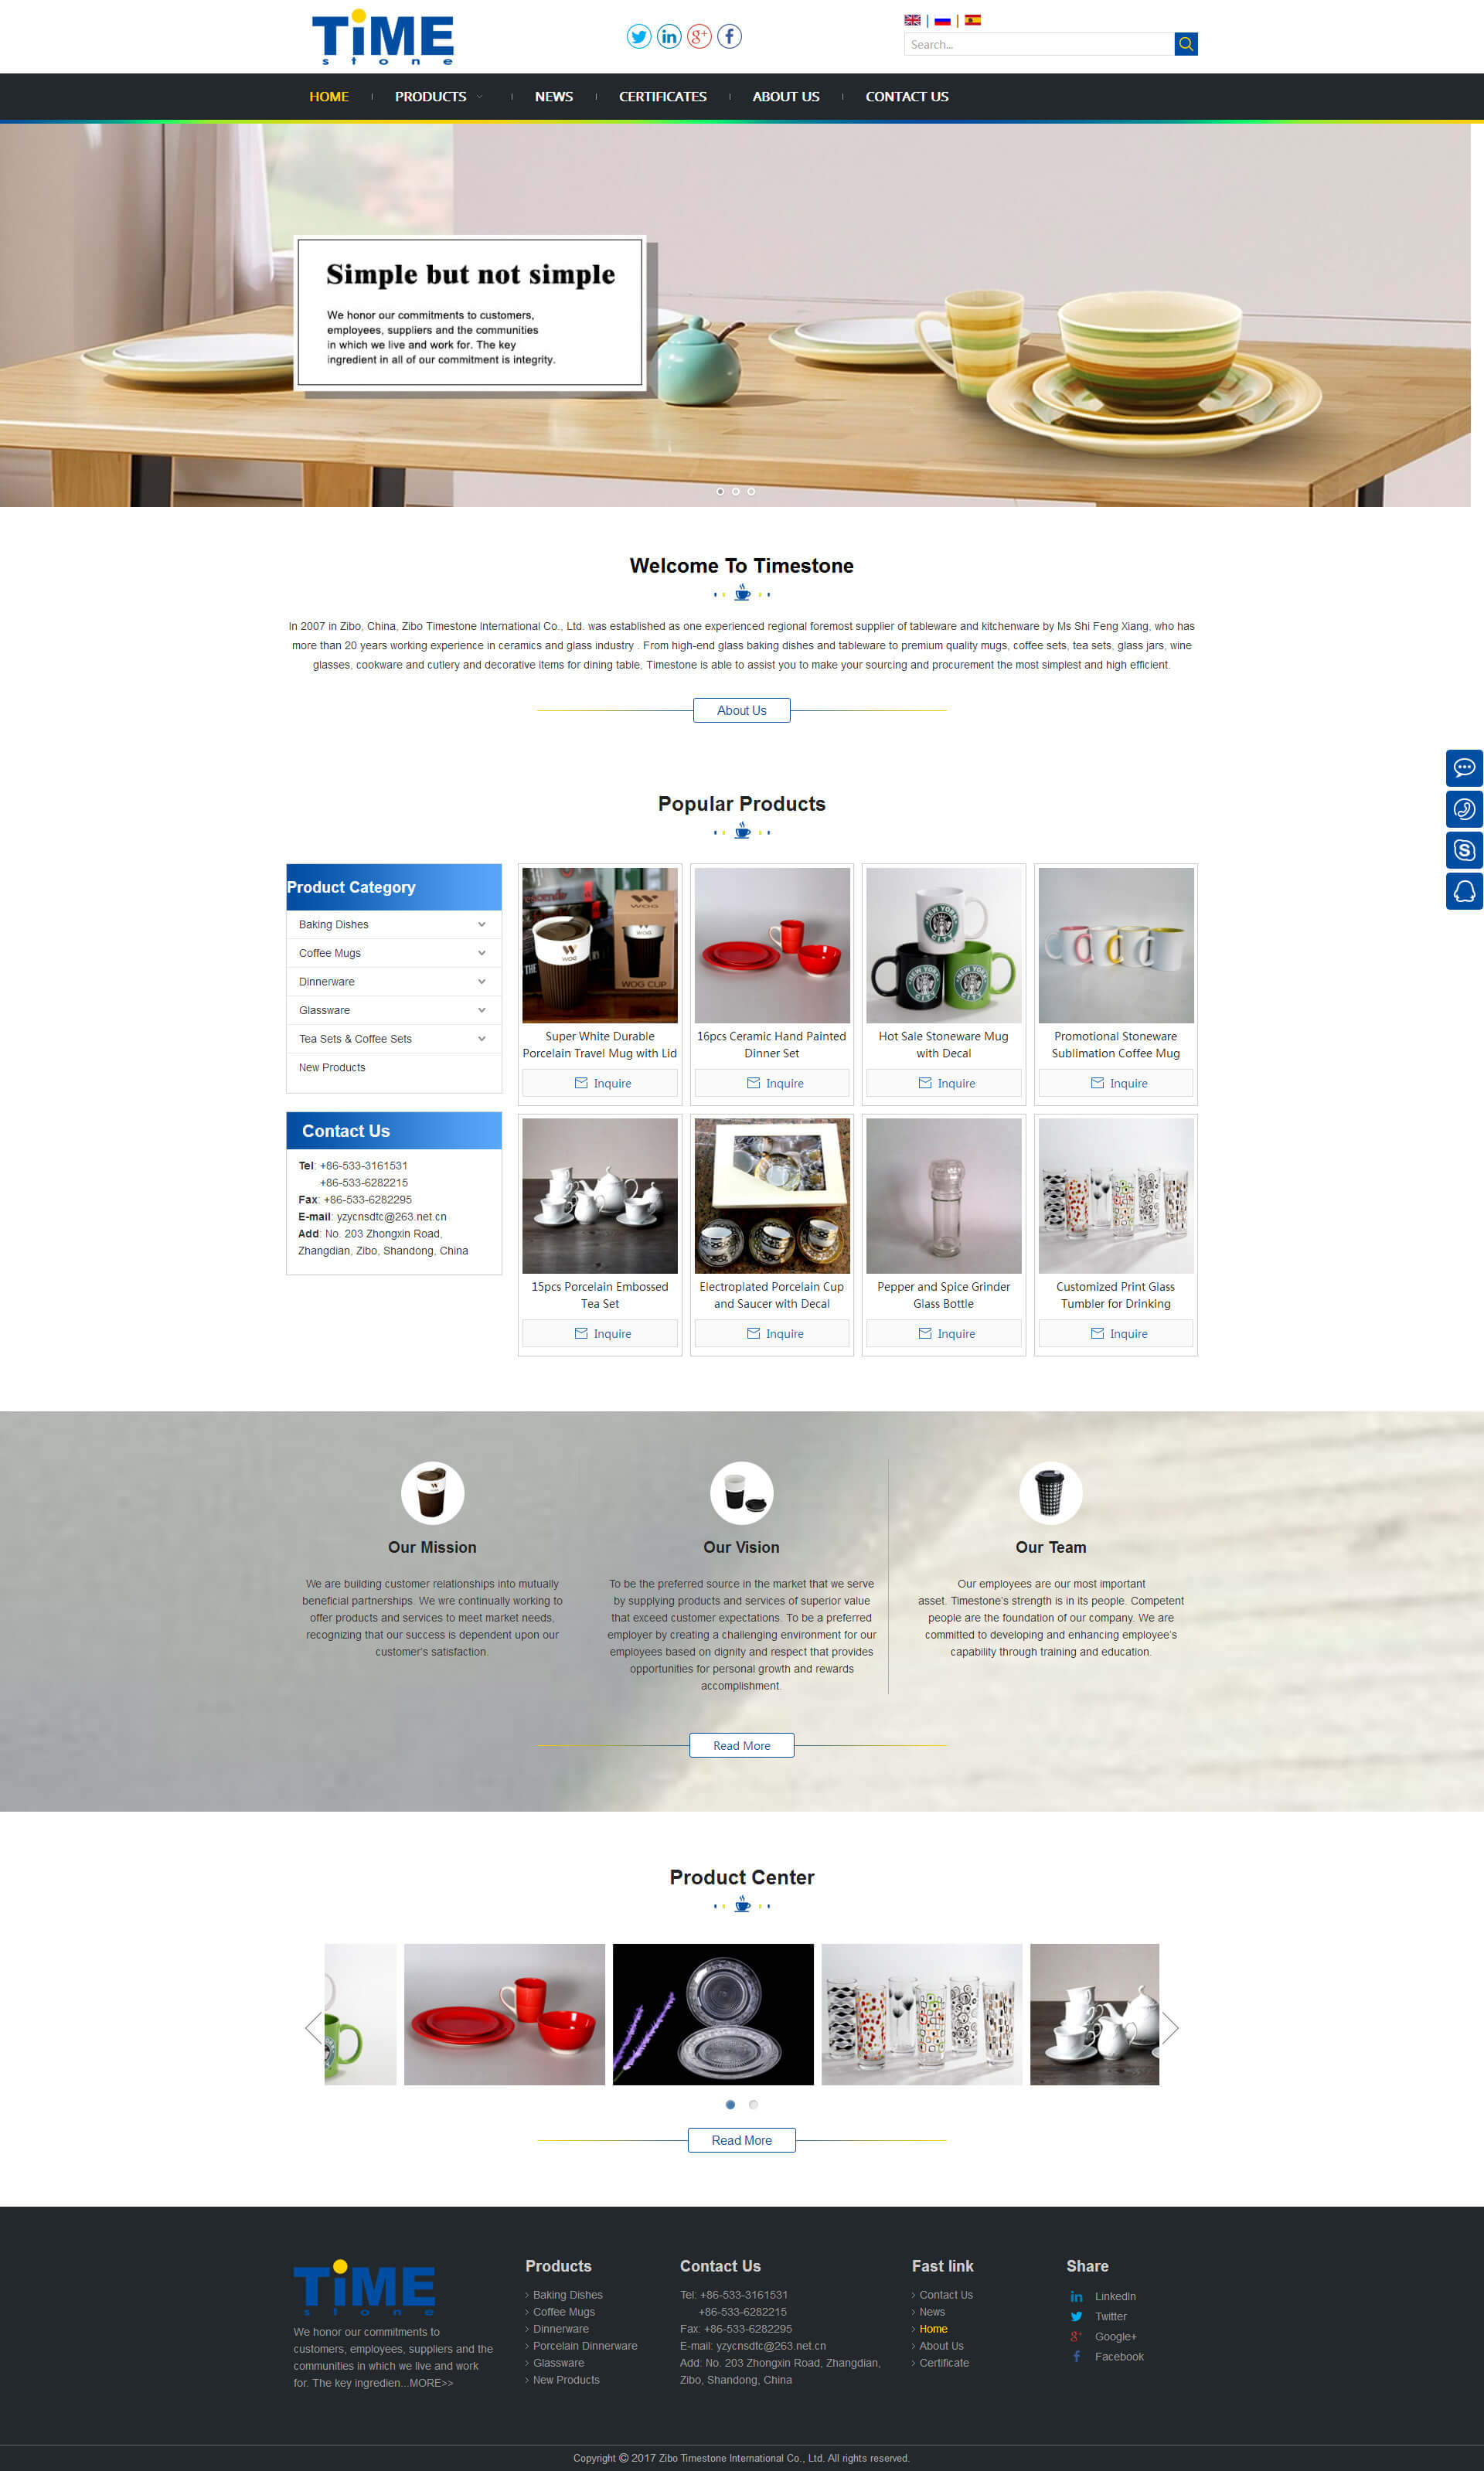 TiME
stone
Search...
HOME
PRODUCTS
NEWS
CERTIFICATES
ABOUT US
CONTACT US
Simple but not simple
We honor our commitments to customers,
employees, suppliers and the communities
in which we live and work for. The key
ingredient in all of our commitment is integrity.
Welcome To Timestone
In 2007 in Zibo, China, Zibo Timestone International Co., Ltd. was established as one experienced regional foremost supplier of tableware and kitchenware by Ms Shi Feng Xiang, who has
more than 20 years working experience in ceramics and glass industry . From high-end glass baking dishes and tableware to premium quality mugs, coffee sets, tea sets, glass jars, wine
glasses, cookware and cutlery and decorative items for dining table, Timestone is able to assist you to make your sourcing and procurement the most simplest and high efficient.
About Us
Popular Products
Product Category
Baking Dishes
Coffee Mugs
Dinnerware
Glassware
Tea Sets & Coffee Sets
New Products
Contact Us
Tel: +86-533-3161531
+86-533-6282215
Fax: +86-533-6282295
E-mail: yzycnsdtc@263.net.cn
Add: No. 203 Zhongxin Road,
Zhangdian, Zibo, Shandong, China
WOG
WOG
WOG CUP
Super White Durable
Porcelain Travel Mug with Lid
Inquire
16pcs Ceramic Hand Painted
Dinner Set
Inquire
NEW YORK
CITY
NEW YORK
CITY
NEW YORK
CITY
Hot Sale Stoneware Mug
with Decal
Inquire
Promotional Stoneware
Sublimation Coffee Mug
Inquire
15pcs Porcelain Embossed
Tea Set
Inquire
Electroplated Porcelain Cup
and Saucer with Decal
Inquire
Pepper and Spice Grinder
Glass Bottle
Inquire
Customized Print Glass
Tumbler for Drinking
Inquire
Our Mission
We are building customer relationships into mutually
beneficial partnerships. We wre continually working to
offer products and services to meet market needs,
recognizing that our success is dependent upon our
customer's satisfaction.
Our Vision
To be the preferred source in the market that we serve
by supplying products and services of superior value
that exceed customer expectations. To be a preferred
employer by creating a challenging environment for our
employees based on dignity and respect that provides
opportunities for personal growth and rewards
accomplishment.
Our Team
Our employees are our most important
asset. Timestone's strength is in its people. Competent
people are the foundation of our company. We are
committed to developing and enhancing employee's
capability through training and education.
Read More
Product Center
Read More
TiME
stone
We honor our commitments to
customers, employees, suppliers and the
communities in which we live and work
for. The key ingredien...MORE>>
Products
Baking Dishes
Coffee Mugs
Dinnerware
Porcelain Dinnerware
Glassware
New Products
Contact Us
Tel: +86-533-3161531
+86-533-6282215
Fax: +86-533-6282295
E-mail: yzycnsdtc@263.net.cn
Add: No. 203 Zhongxin Road, Zhangdian,
Zibo, Shandong, China
Fast link
Contact Us
News
Home
About Us
Certificate
Share
LinkedIn
Twitter
Google+
Facebook
Copyright © 2017 Zibo Timestone International Co., Ltd. All rights reserved.